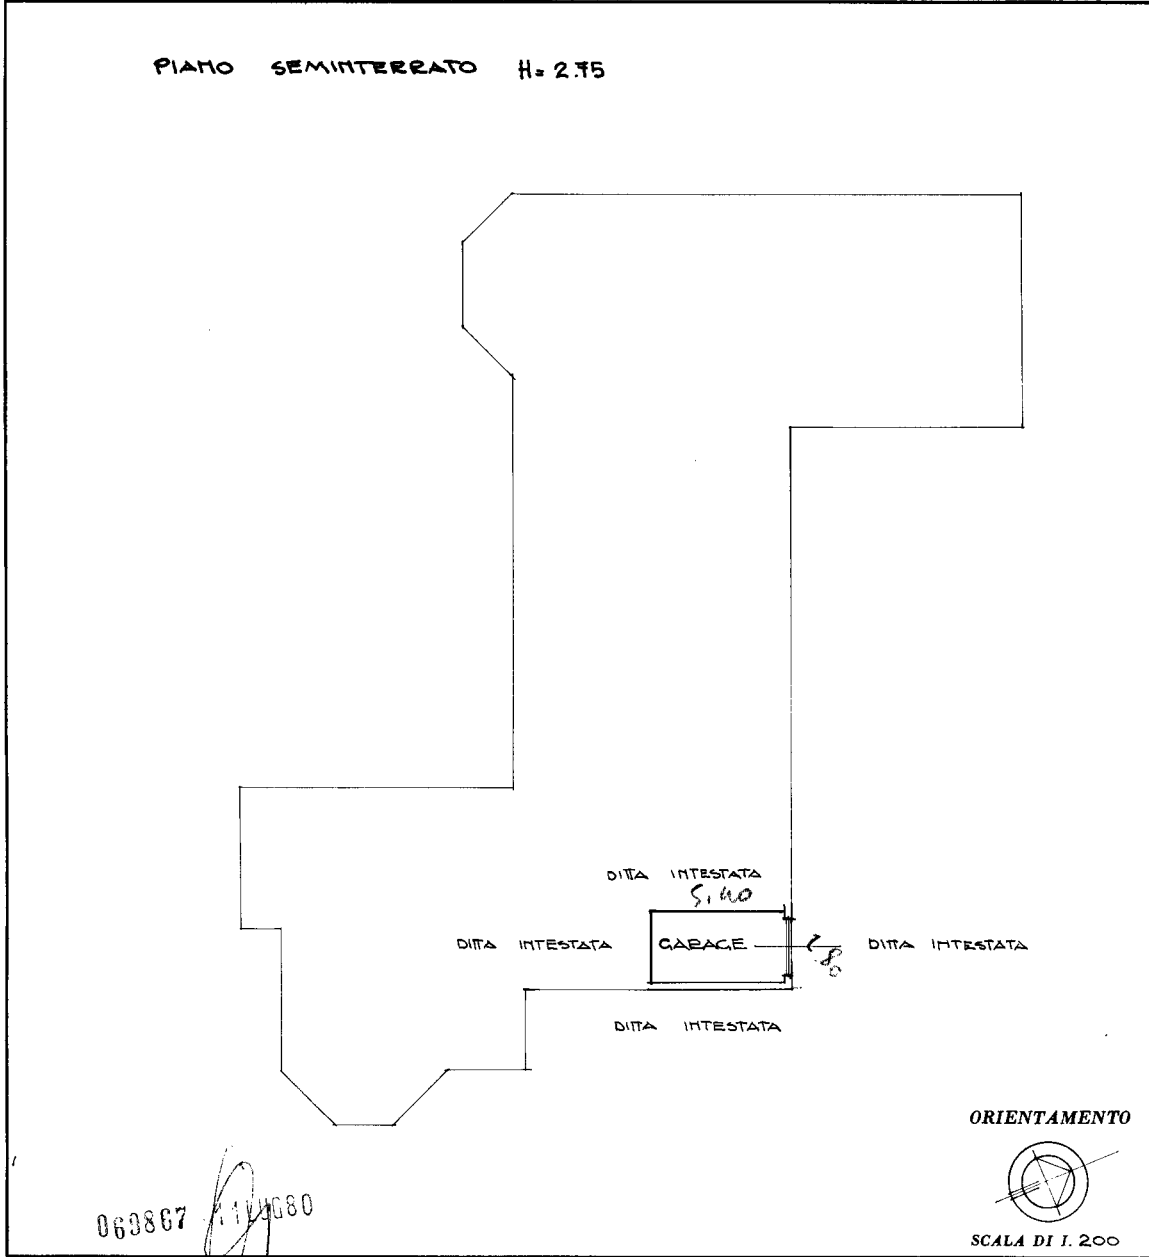 PIANO SEMINTERRATO H= 2.75
DITTA INTESTATA
5,40
DITTA INTESTATA GARAGE DITTA INTESTATA
DITTA INTESTATA
ORIENTAMENTO
SCALA DI 1. 200